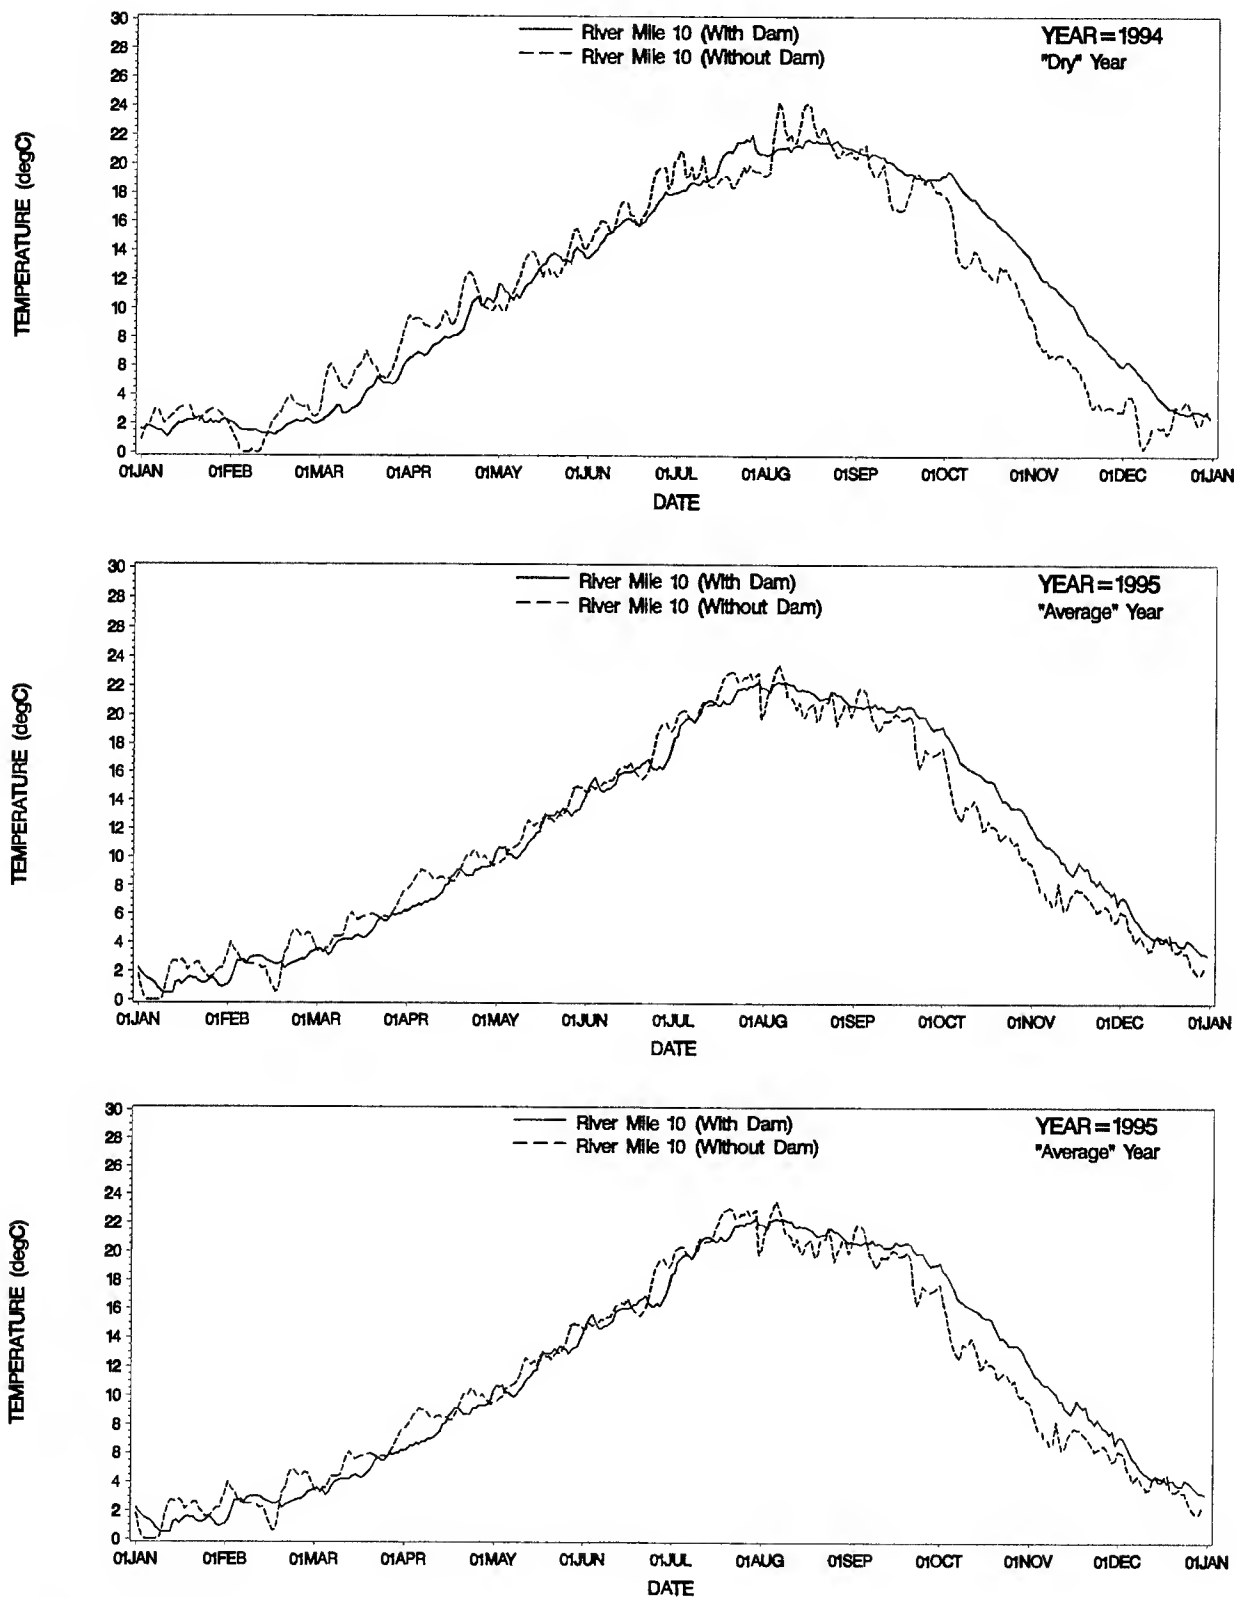 30
28
26
24
22
20
18
16
14
12
10
8
8
4
2
0
TEMPERATURE (degC)
River Mile 10 (With Dam)
River Mile 10 (Without Dam)
YEAR=1994
"Dry" Year
01JAN 01FEB 01MAR 01APR 01MAY 01JUN 01JUL 01AUG 01SEP 01OCT 01NOV 01DEC 01JAN
DATE
30
28
26
24
22
20
18
16
14
12
10
8
6
4
2
0
TEMPERATURE (degC)
River Mile 10 (With Dam)
River Mile 10 (Without Dam)
YEAR=1995
"Average" Year
01JAN 01FEB 01MAR 01APR 01MAY 01JUN 01JUL 01AUG 01SEP 01OCT 01NOV 01DEC 01JAN
DATE
30
28
26
24
22
20
18
16
14
12
10
8
6
4
2
0
TEMPERATURE (degC)
River Mile 10 (With Dam)
River Mile 10 (Without Dam)
YEAR=1995
"Average" Year
01JAN 01FEB 01MAR 01APR 01MAY 01JUN 01JUL 01AUG 01SEP 01OCT 01NOV 01DEC 01JAN
DATE